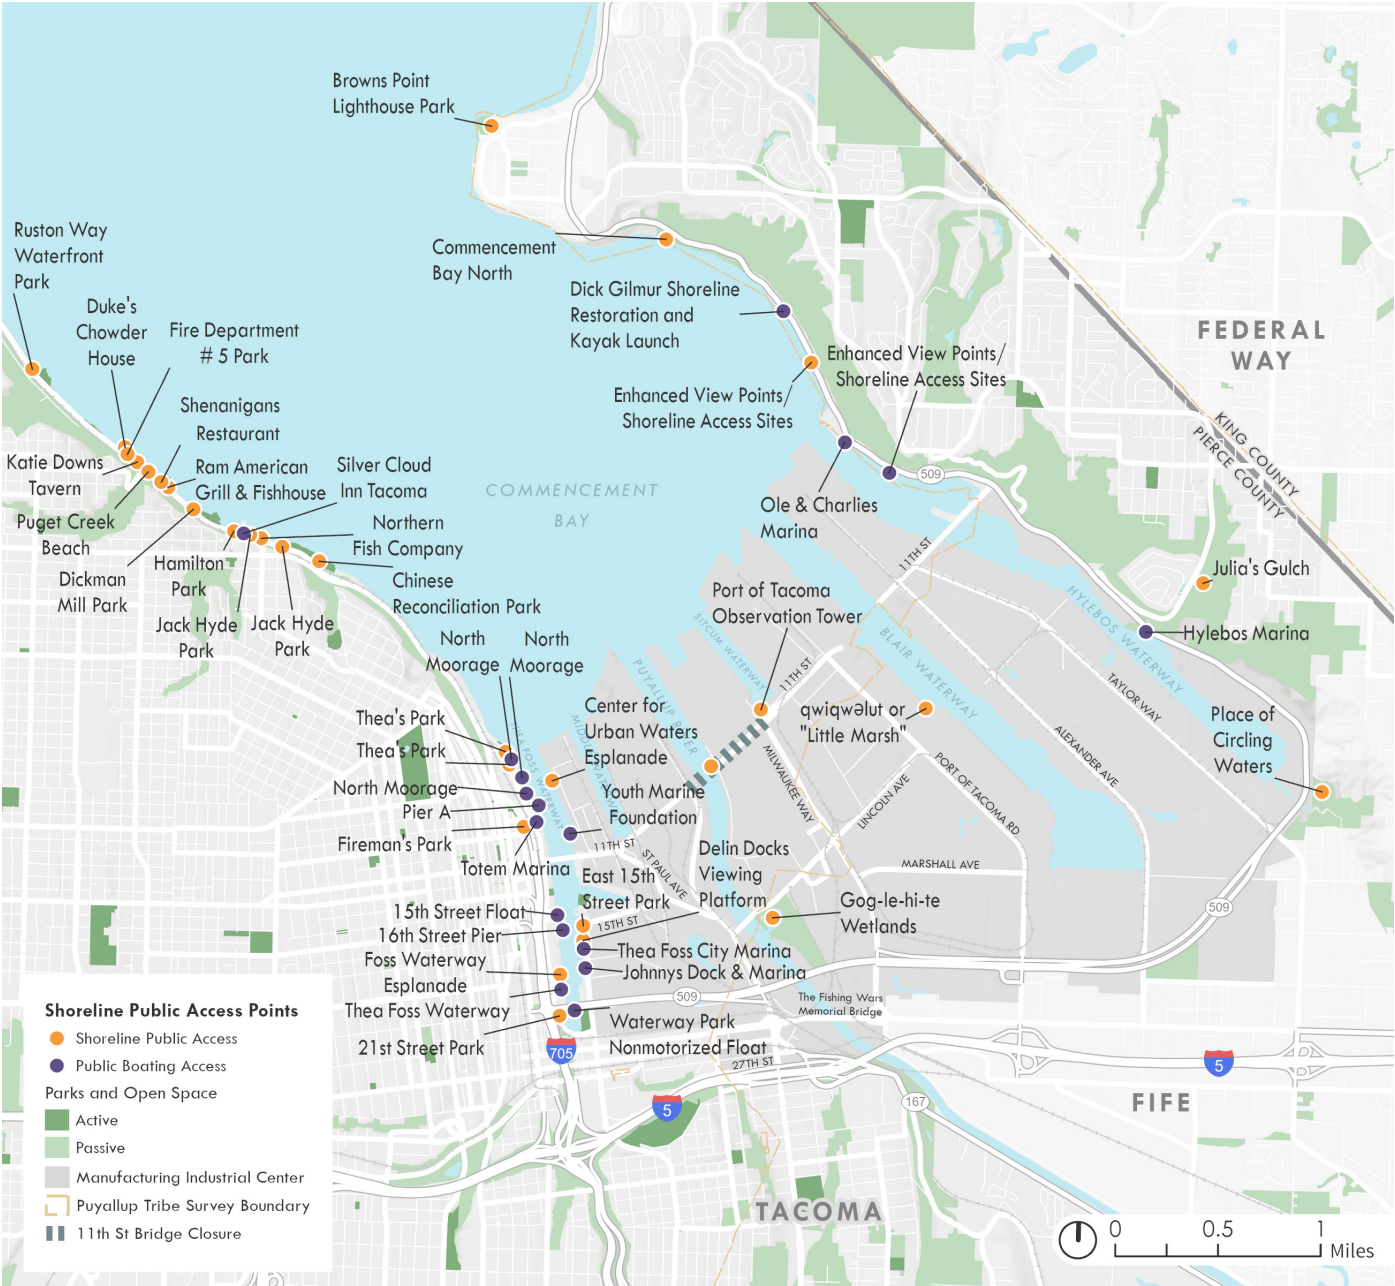 Browns Point
Lighthouse Park
Ruston Way
Waterfront
Park
Commencement
Bay North
Duke's
Chowder
House
Fire Department
# 5 Park
Dick Gilmur Shoreline
Restoration and
Kayak Launch
FEDERAL
WAY
Enhanced View Points/
Shoreline Access Sites
Enhanced View Points/
Shoreline Access Sites
Shenanigans
Restaurant
KING COUNTY
PIERCE COUNTY
Katie Downs
Tavern
Ram American
Grill & Fishhouse
Silver Cloud
Inn Tacoma
509
COMMENCEMENT
BAY
Ole & Charlies
Marina
Puget Creek
Beach
Northern
Fish Company
Dickman
Mill Park
Hamilton
Park
Chinese
Reconciliation Park
11TH ST
Julia's Gulch
Port of Tacoma
Observation Tower
Jack Hyde
Park
Jack Hyde
Park
North
Moorage
North
Moorage
SITCUM WATERWAY
BLAIR WATERWAY
HYLEBOS WATERWAY
Hylebos Marina
PUYALLUP RIVER
11TH ST
TAYLOR WAY
Thea's Park
Thea's Park
Center for
Urban Waters
Esplanade
qwiqwəlut or
"Little Marsh"
Place of
Circling
Waters
THEA FOSS WATERWAY
MIDDLE WATERWAY
MILWAUKEE WAY
LINCOLN AVE
PORT OF TACOMA RD
ALEXANDER AVE
North Moorage
Pier A
Fireman's Park
Youth Marine
Foundation
11TH ST
ST PAUL AVE
Totem Marina
Delin Docks
Viewing
Platform
MARSHALL AVE
East 15th
Street Park
15TH ST
15th Street Float
16th Street Pier
Gog-le-hi-te
Wetlands
509
Foss Waterway
Esplanade
Thea Foss City Marina
Johnnys Dock & Marina
Thea Foss Waterway
509
The Fishing Wars
Memorial Bridge
21st Street Park
Waterway Park
Nonmotorized Float
705
27TH ST
5
5
167
FIFE
TACOMA
Shoreline Public Access Points
Shoreline Public Access
Public Boating Access
Parks and Open Space
Active
Passive
Manufacturing Industrial Center
Puyallup Tribe Survey Boundary
11th St Bridge Closure
0 0.5 1
Miles